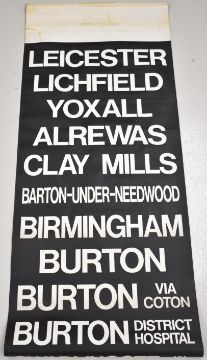 LEICESTER
LICHFIELD
YOXALL
ALREWAS
CLAY MILLS
BARTON-UNDER-NEEDWOOD
BIRMINGHAM
BURTON
BURTON VIA COTON
BURTON DISTRICT HOSPITAL